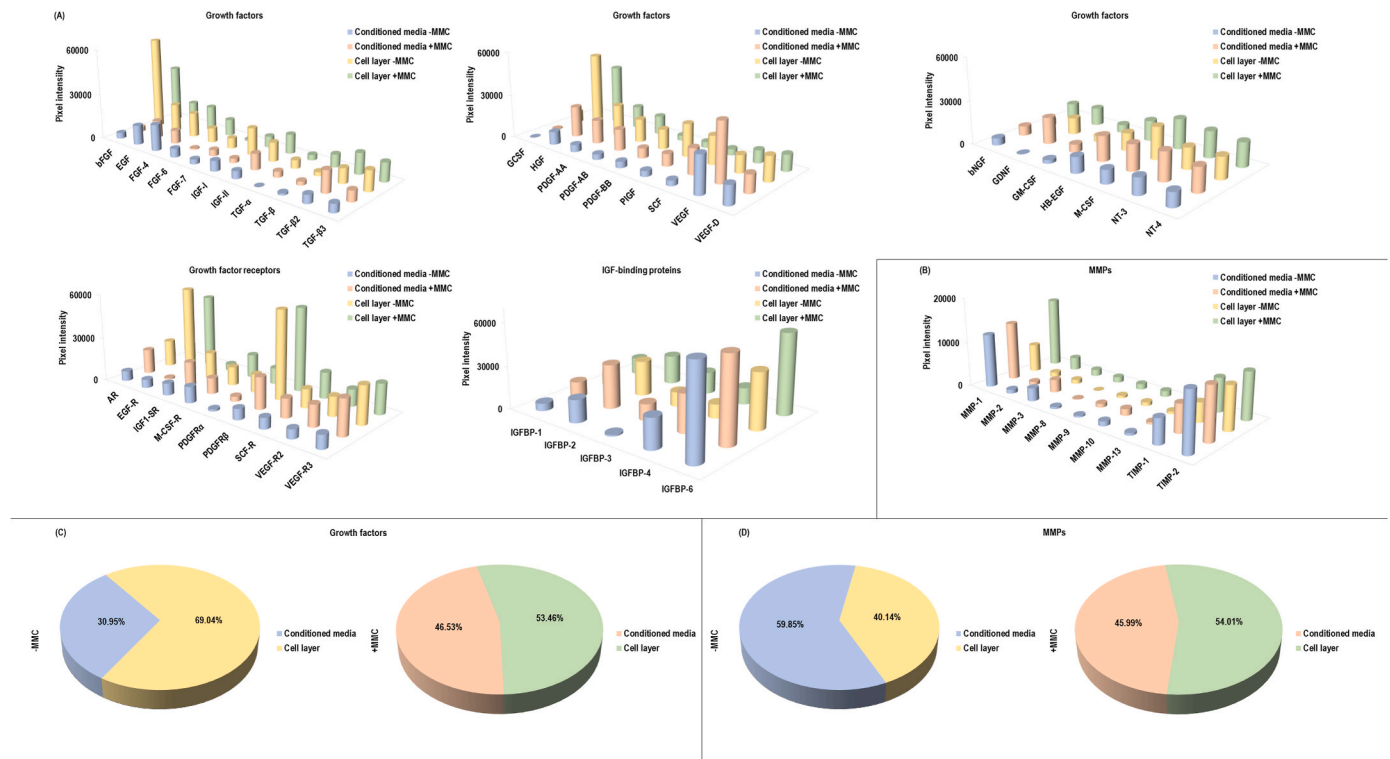 (A)
Growth factors
Conditioned media -MMC
Conditioned media +MMC
Cell layer -MMC
Cell layer +MMC
Pixel intensity
60000
30000
0
bFGF
EGF
FGF-4
FGF-6
FGF-7
IGF-I
IGF-II
TGF-α
TGF-β
TGF-β2
TGF-β3
Growth factors
Conditioned media -MMC
Conditioned media +MMC
Cell layer -MMC
Cell layer +MMC
Pixel intensity
60000
30000
0
GCSF
HGF
PDGF-AA
PDGF-AB
PDGF-BB
PlGF
SCF
VEGF
VEGF-D
Growth factors
Conditioned media -MMC
Conditioned media +MMC
Cell layer -MMC
Cell layer +MMC
Pixel intensity
60000
30000
0
bNGF
GDNF
GM-CSF
HB-EGF
M-CSF
NT-3
NT-4
Growth factor receptors
Conditioned media -MMC
Conditioned media +MMC
Cell layer -MMC
Cell layer +MMC
Pixel intensity
60000
30000
0
AR
EGF-R
IGF1-SR
M-CSF-R
PDGFRα
PDGFRβ
SCF-R
VEGF-R2
VEGF-R3
IGF-binding proteins
Conditioned media -MMC
Conditioned media +MMC
Cell layer -MMC
Cell layer +MMC
Pixel intensity
60000
30000
0
IGFBP-1
IGFBP-2
IGFBP-3
IGFBP-4
IGFBP-6
(B)
MMPs
Conditioned media -MMC
Conditioned media +MMC
Cell layer -MMC
Cell layer +MMC
Pixel intensity
20000
10000
0
MMP-1
MMP-2
MMP-3
MMP-8
MMP-9
MMP-10
MMP-13
TIMP-1
TIMP-2
(C)
Growth factors
-MMC
30.95%
69.04%
Conditioned media
Cell layer
+MMC
46.53%
53.46%
Conditioned media
Cell layer
(D)
MMPs
-MMC
59.85%
40.14%
Conditioned media
Cell layer
+MMC
45.99%
54.01%
Conditioned media
Cell layer